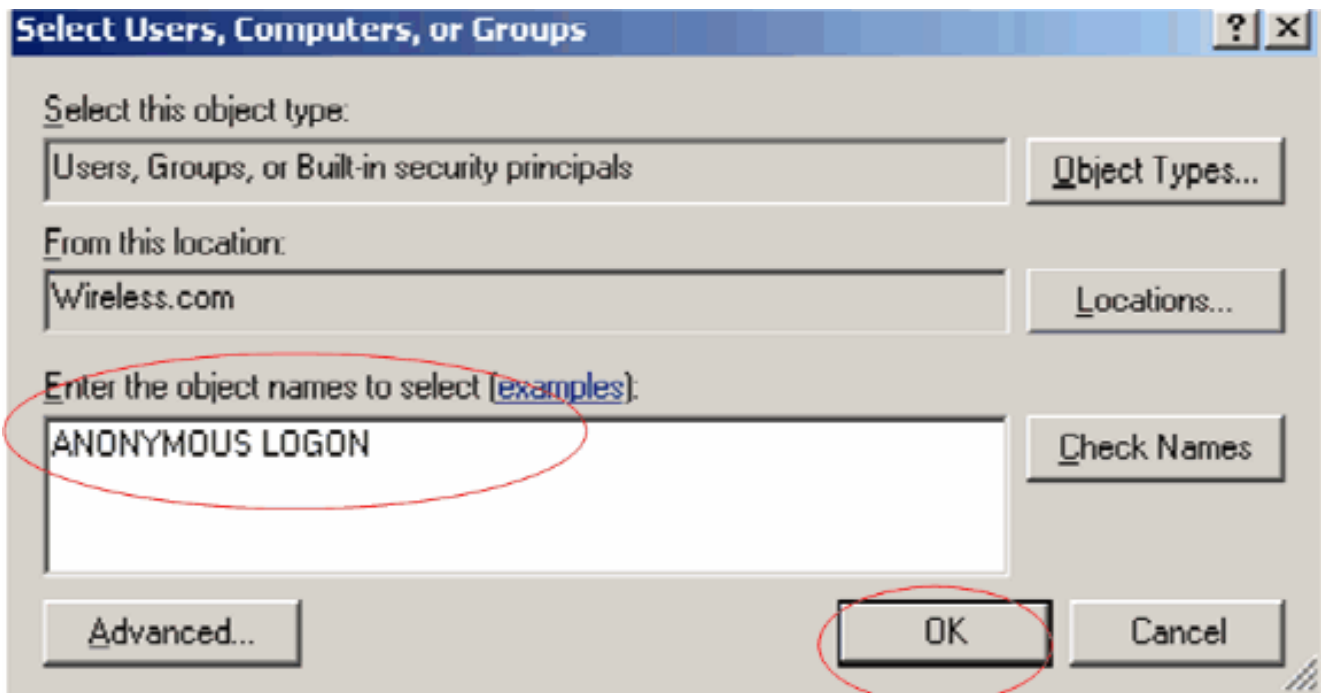 Select Users, Computers, or Groups
? ×
Select this object type:
Users, Groups, or Built-in security principals
Object Types...
From this location:
Wireless.com
Locations...
Enter the object names to select (examples):
ANONYMOUS LOGON
Check Names
Advanced...
OK
Cancel